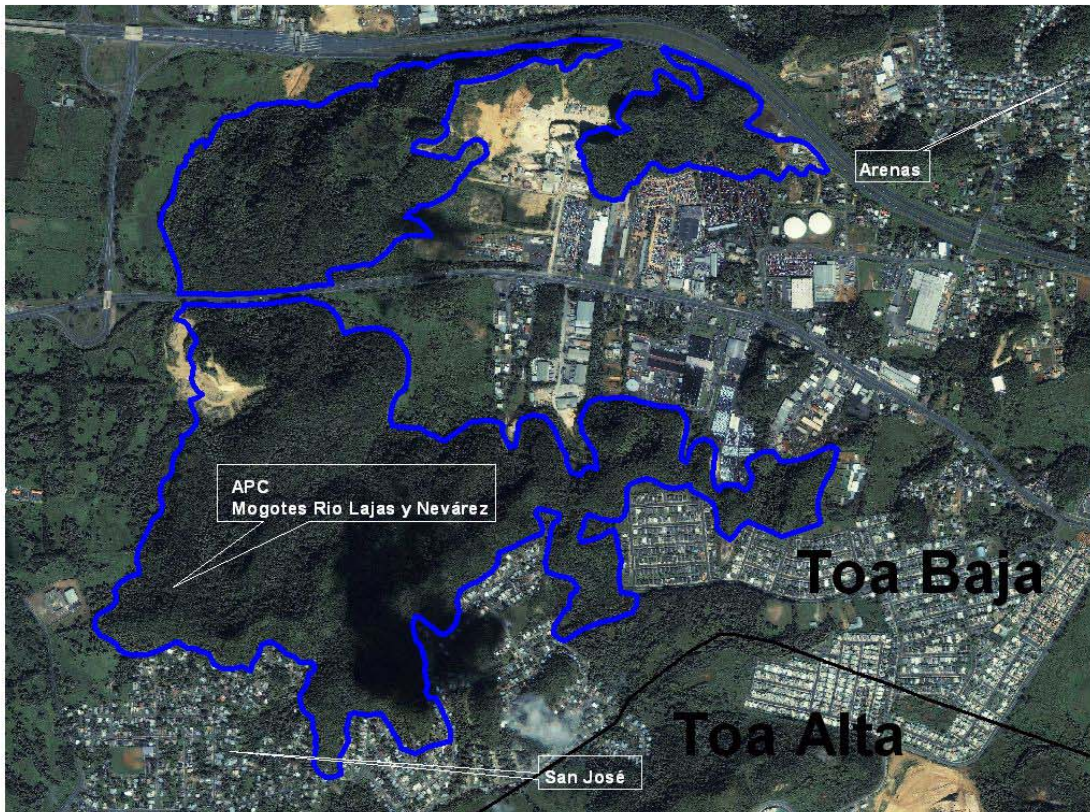 Arenas
APC
Mogotes Rio Lajas y Nevárez
Toa Baja
Toa Alta
San José